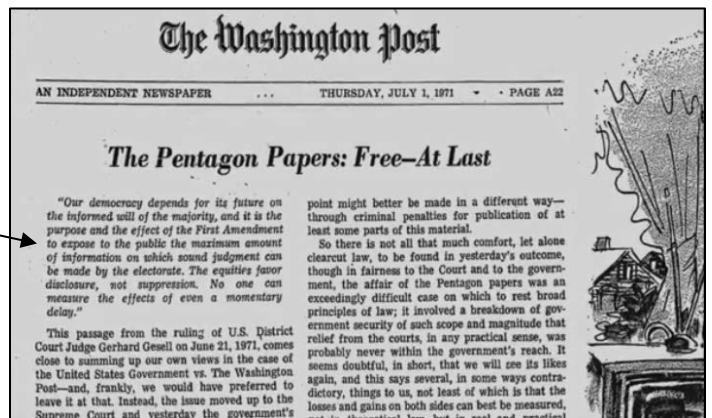 The Washington Post
AN INDEPENDENT NEWSPAPER ... THURSDAY, JULY 1, 1971 • • PAGE A22
The Pentagon Papers: Free—At Last
"Our democracy depends for its future on
the informed will of the majority, and it is the
purpose and the effect of the First Amendment
to expose to the public the maximum amount
of information on which sound judgment can
be made by the electorate. The equities favor
disclosure, not suppression. No one can
measure the effects of even a momentary
delay."
This passage from the ruling of U.S. District
Court Judge Gerhard Gesell on June 21, 1971, comes
close to summing up our own views in the case of
the United States Government vs. The Washington
Post—and, frankly, we would have preferred to
leave it at that. Instead, the issue moved up to the
Supreme Court and yesterday the government's
point might better be made in a different way—
through criminal penalties for publication of at
least some parts of this material.
So there is not all that much comfort, let alone
clearcut law, to be found in yesterday's outcome,
though in fairness to the Court and to the govern-
ment, the affair of the Pentagon papers was an
exceedingly difficult case on which to rest broad
principles of law; it involved a breakdown of gov-
ernment security of such scope and magnitude that
relief from the courts, in any practical sense, was
probably never within the government's reach. It
seems doubtful, in short, that we will see its likes
again, and this says several, in some ways contra-
dictory, things to us, not least of which is that the
losses and gains on both sides can best be measured,